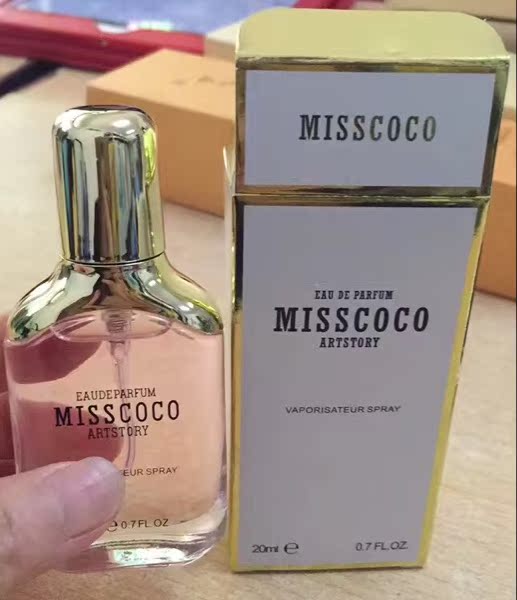 MISSCOCO
EAU DE PARFUM
MISSCOCO
ARTSTORY
VAPORISATEUR SPRAY
20ml ℮ 0.7 FL.OZ.
EAUDEPARFUM
MISSCOCO
ARTSTORY
SPRAY
℮ 0.7 FL.OZ